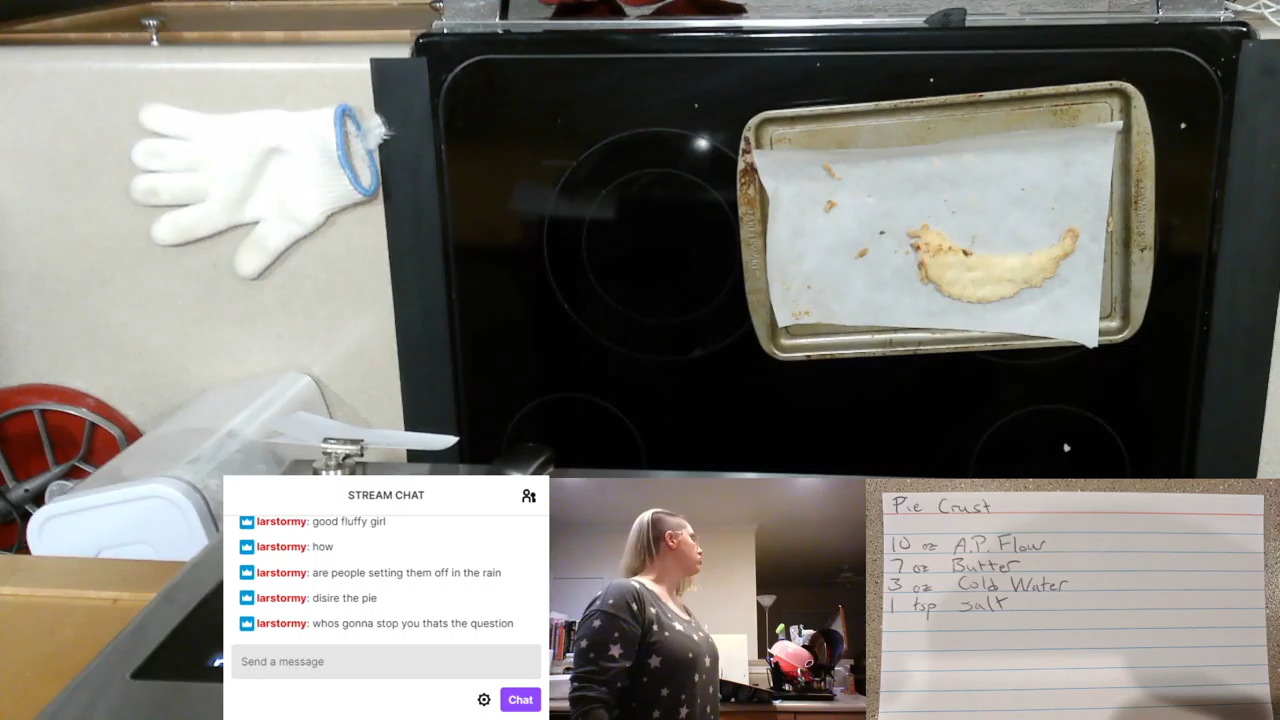 STREAM CHAT
larstormy: good fluffy girl
larstormy: how
larstormy: are people setting them off in the rain
larstormy: disire the pie
larstormy: whos gonna stop you thats the question
Send a message
Chat
Pie Crust
10 oz A.P. Flour
7 oz Butter
3 oz Cold Water
1 tsp salt